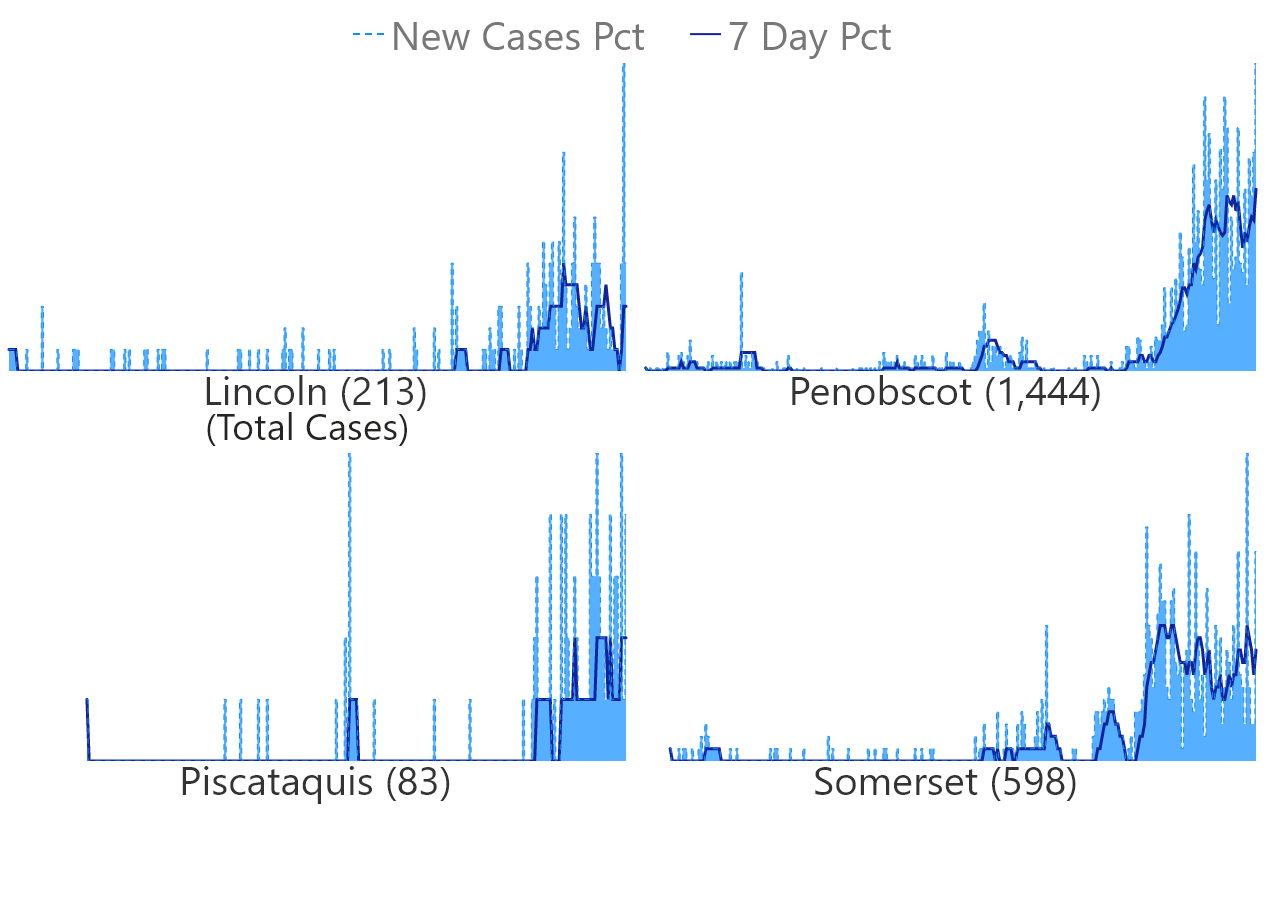 New Cases Pct 7 Day Pct
Lincoln (213) Penobscot (1,444)
(Total Cases)
Piscataquis (83) Somerset (598)